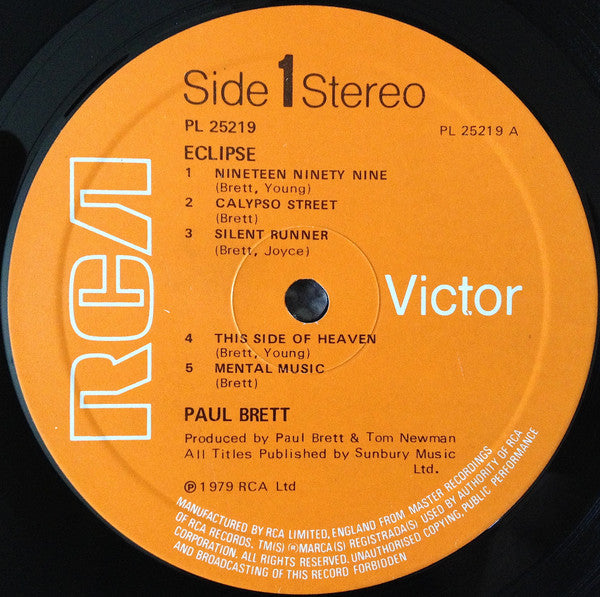 Side 1 Stereo
PL 25219
PL 25219 A
ECLIPSE
1 NINETEEN NINETY NINE
(Brett, Young)
2 CALYPSO STREET
(Brett)
3 SILENT RUNNER
(Brett, Joyce)
RCA
Victor
4 THIS SIDE OF HEAVEN
(Brett, Young)
5 MENTAL MUSIC
(Brett)
PAUL BRETT
Produced by Paul Brett & Tom Newman
All Titles Published by Sunbury Music
Ltd.
℗ 1979 RCA Ltd
MANUFACTURED BY RCA LIMITED, ENGLAND FROM MASTER RECORDINGS
OF RCA RECORDS. TM(S) ® MARCA(S) REGISTRADA(S) USED BY AUTHORITY OF RCA
CORPORATION. ALL RIGHTS RESERVED. UNAUTHORISED COPYING, PUBLIC PERFORMANCE
AND BROADCASTING OF THIS RECORD FORBIDDEN